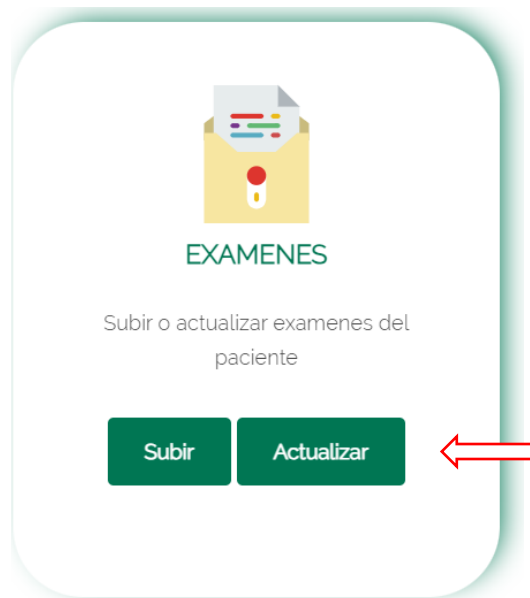 EXAMENES
Subir o actualizar examenes del
paciente
Subir Actualizar